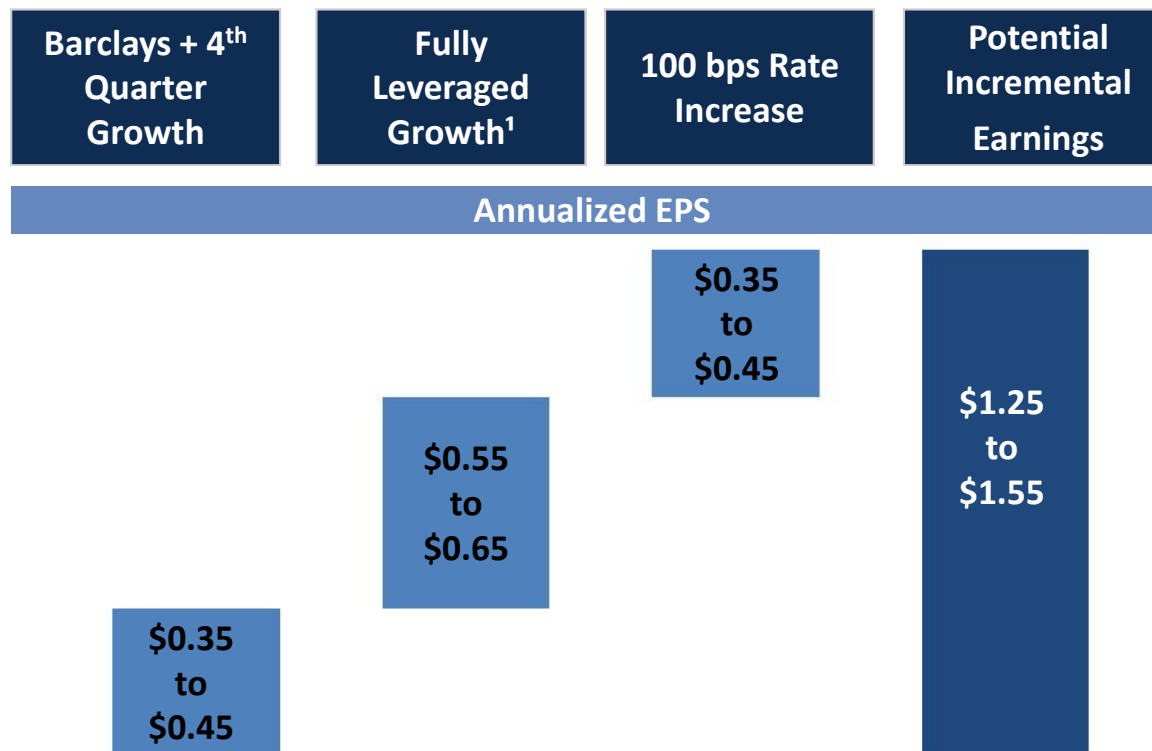 Barclays + 4th
Quarter
Growth
Fully
Leveraged
Growth¹
100 bps Rate
Increase
Potential
Incremental
Earnings
Annualized EPS
$0.35
to
$0.45
$0.55
to
$0.65
$0.35
to
$0.45
$1.25
to
$1.55